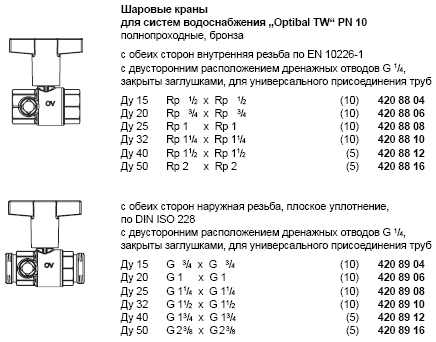 Шаровые краны
для систем водоснабжения „Optibal TW“ PN 10
полнопроходные, бронза
с обеих сторон внутренняя резьба по EN 10226-1
с двусторонним расположением дренажных отводов G ¼,
закрыты заглушками, для универсального присоединения труб
OV
Ду 15 Rp ½ x Rp ½ (10) 420 88 04
Ду 20 Rp ¾ x Rp ¾ (10) 420 88 06
Ду 25 Rp 1 x Rp 1 (10) 420 88 08
Ду 32 Rp 1¼ x Rp 1¼ (10) 420 88 10
Ду 40 Rp 1½ x Rp 1½ (5) 420 88 12
Ду 50 Rp 2 x Rp 2 (5) 420 88 16
с обеих сторон наружная резьба, плоское уплотнение,
по DIN ISO 228
с двусторонним расположением дренажных отводов G ¼,
закрыты заглушками, для универсального присоединения труб
OV
Ду 15 G ¾ x G ¾ (10) 420 89 04
Ду 20 G 1 x G 1 (10) 420 89 06
Ду 25 G 1¼ x G 1¼ (10) 420 89 08
Ду 32 G 1½ x G 1½ (10) 420 89 10
Ду 40 G 1¾ x G 1¾ (5) 420 89 12
Ду 50 G 2⅜ x G 2⅜ (5) 420 89 16